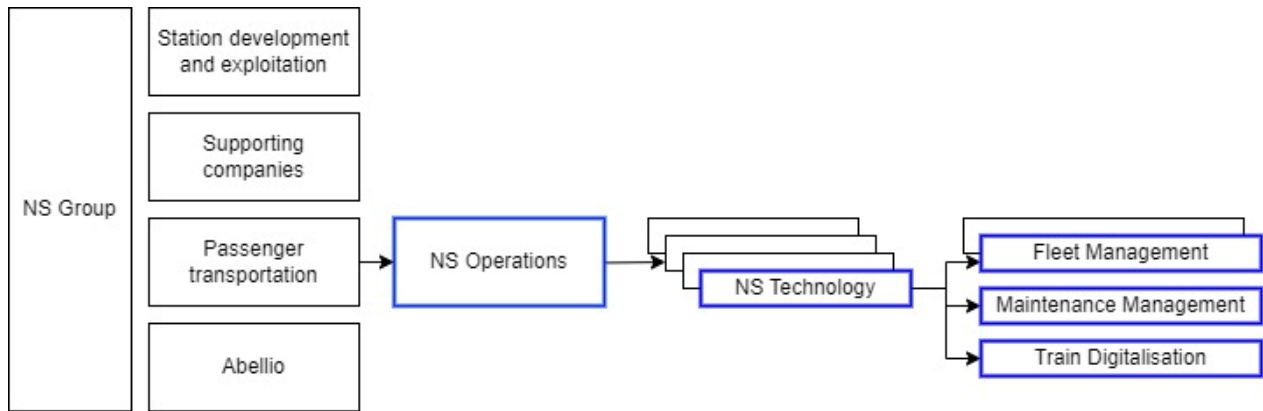 NS Group
Station development
and exploitation
Supporting
companies
Passenger
transportation
Abellio
NS Operations
NS Technology
Fleet Management
Maintenance Management
Train Digitalisation